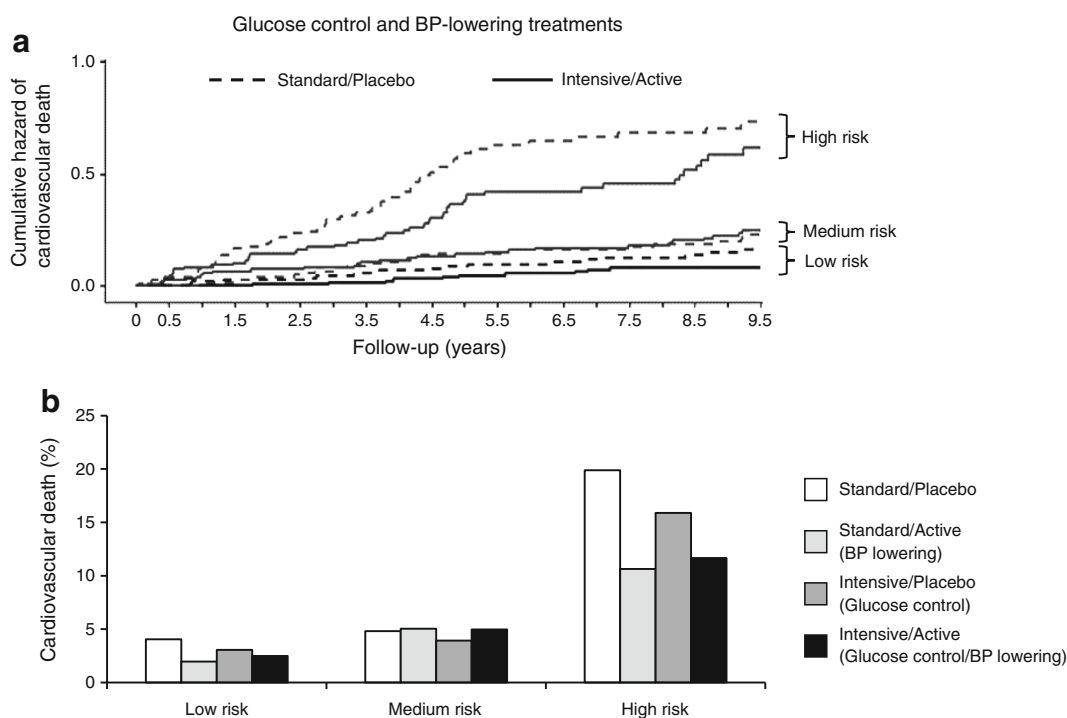 Glucose control and BP-lowering treatments
a
Cumulative hazard of
cardiovascular death
1.0
0.5
0.0
Standard/Placebo
Intensive/Active
High risk
Medium risk
Low risk
0 0.5 1.5 2.5 3.5 4.5 5.5 6.5 7.5 8.5 9.5
Follow-up (years)
b
Cardiovascular death (%)
25
20
15
10
5
0
Low risk Medium risk High risk
Standard/Placebo
Standard/Active
(BP lowering)
Intensive/Placebo
(Glucose control)
Intensive/Active
(Glucose control/BP lowering)